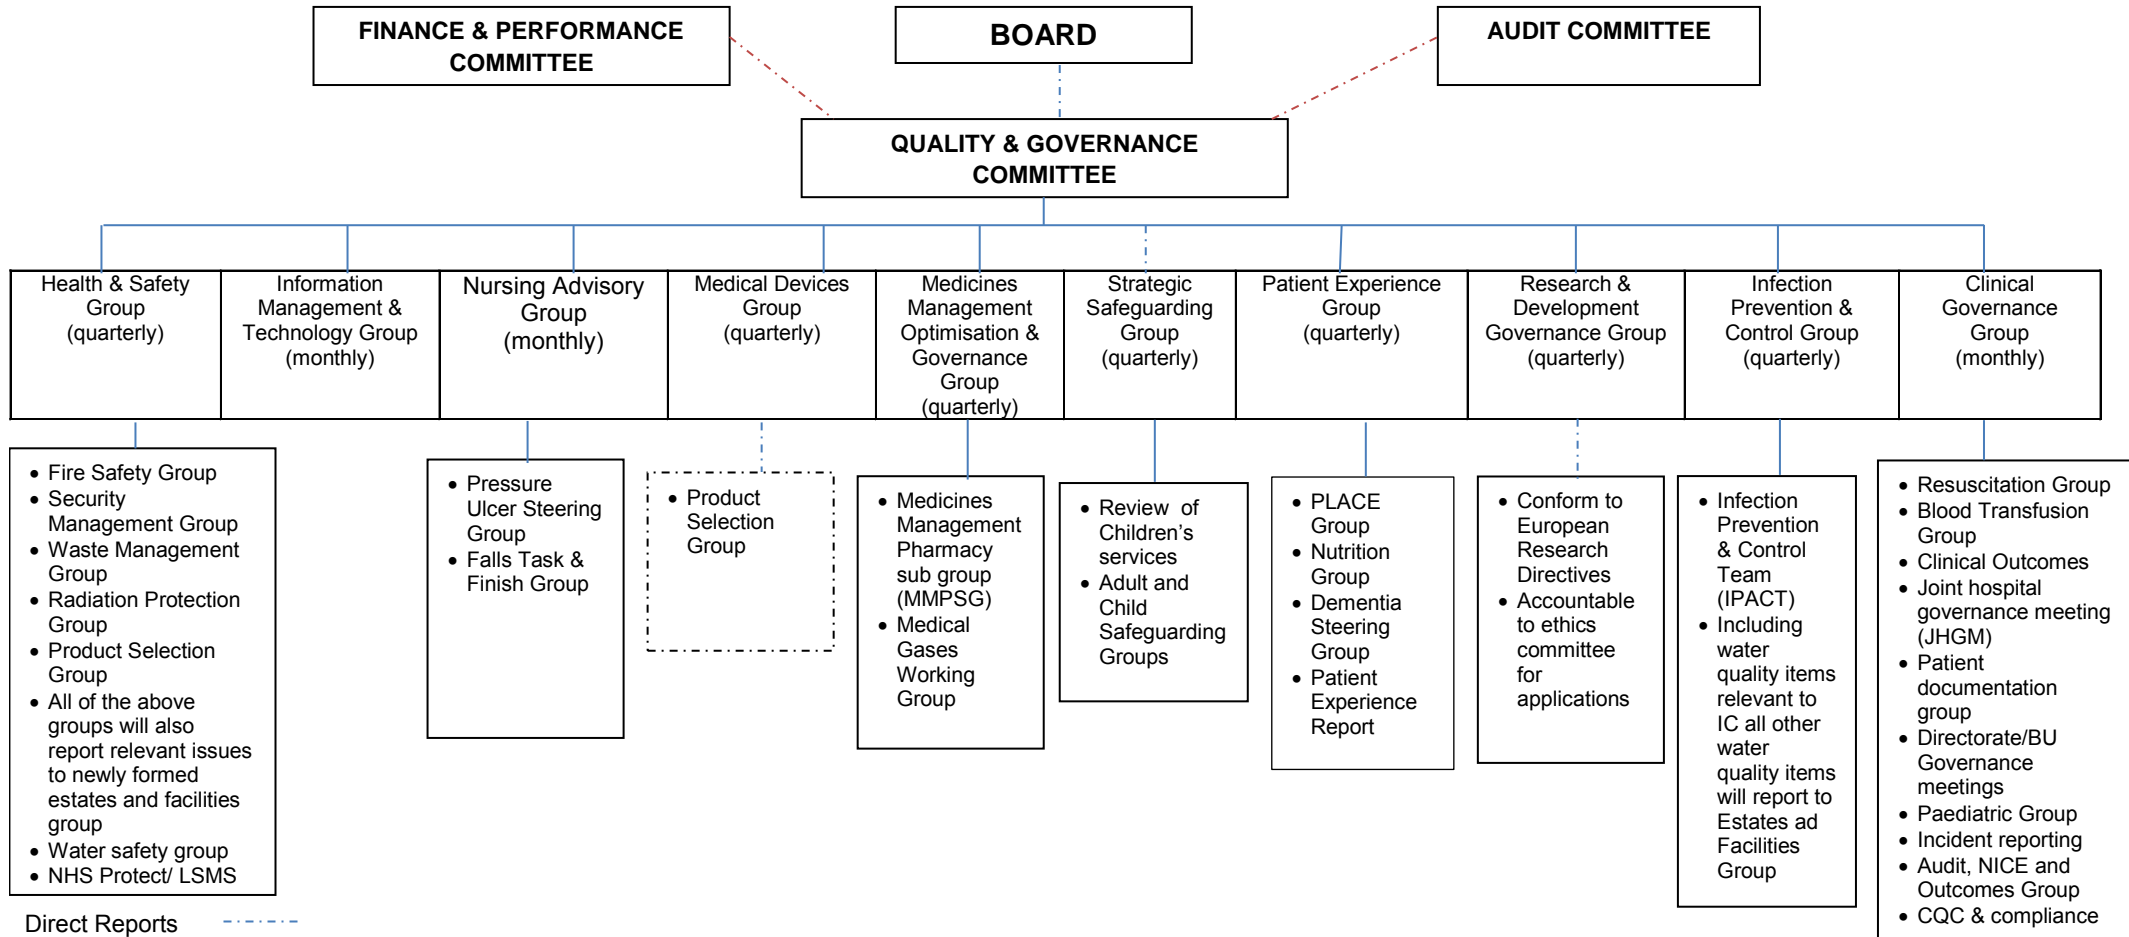 FINANCE & PERFORMANCE
COMMITTEE
BOARD
AUDIT COMMITTEE
QUALITY & GOVERNANCE
COMMITTEE
Health & Safety
Group
(quarterly)
Information
Management &
Technology Group
(monthly)
Nursing Advisory
Group
(monthly)
Medical Devices
Group
(quarterly)
Medicines
Management
Optimisation &
Governance
Group
(quarterly)
Strategic
Safeguarding
Group
(quarterly)
Patient Experience
Group
(quarterly)
Research &
Development
Governance Group
(quarterly)
Infection
Prevention &
Control Group
(quarterly)
Clinical
Governance
Group
(monthly)
• Fire Safety Group
• Security
Management Group
• Waste Management
Group
• Radiation Protection
Group
• Product Selection
Group
• All of the above
groups will also
report relevant issues
to newly formed
estates and facilities
group
• Water safety group
• NHS Protect/ LSMS
• Pressure
Ulcer Steering
Group
• Falls Task &
Finish Group
• Product
Selection
Group
• Medicines
Management
Pharmacy
sub group
(MMPSG)
• Medical
Gases
Working
Group
• Review of
Children's
services
• Adult and
Child
Safeguarding
Groups
• PLACE
Group
• Nutrition
Group
• Dementia
Steering
Group
• Patient
Experience
Report
• Conform to
European
Research
Directives
• Accountable
to ethics
committee
for
applications
• Infection
Prevention
& Control
Team
(IPACT)
• Including
water
quality items
relevant to
IC all other
water
quality items
will report to
Estates ad
Facilities
Group
• Resuscitation Group
• Blood Transfusion
Group
• Clinical Outcomes
• Joint hospital
governance meeting
(JHGM)
• Patient
documentation
group
• Directorate/BU
Governance
meetings
• Paediatric Group
• Incident reporting
• Audit, NICE and
Outcomes Group
• CQC & compliance
Direct Reports